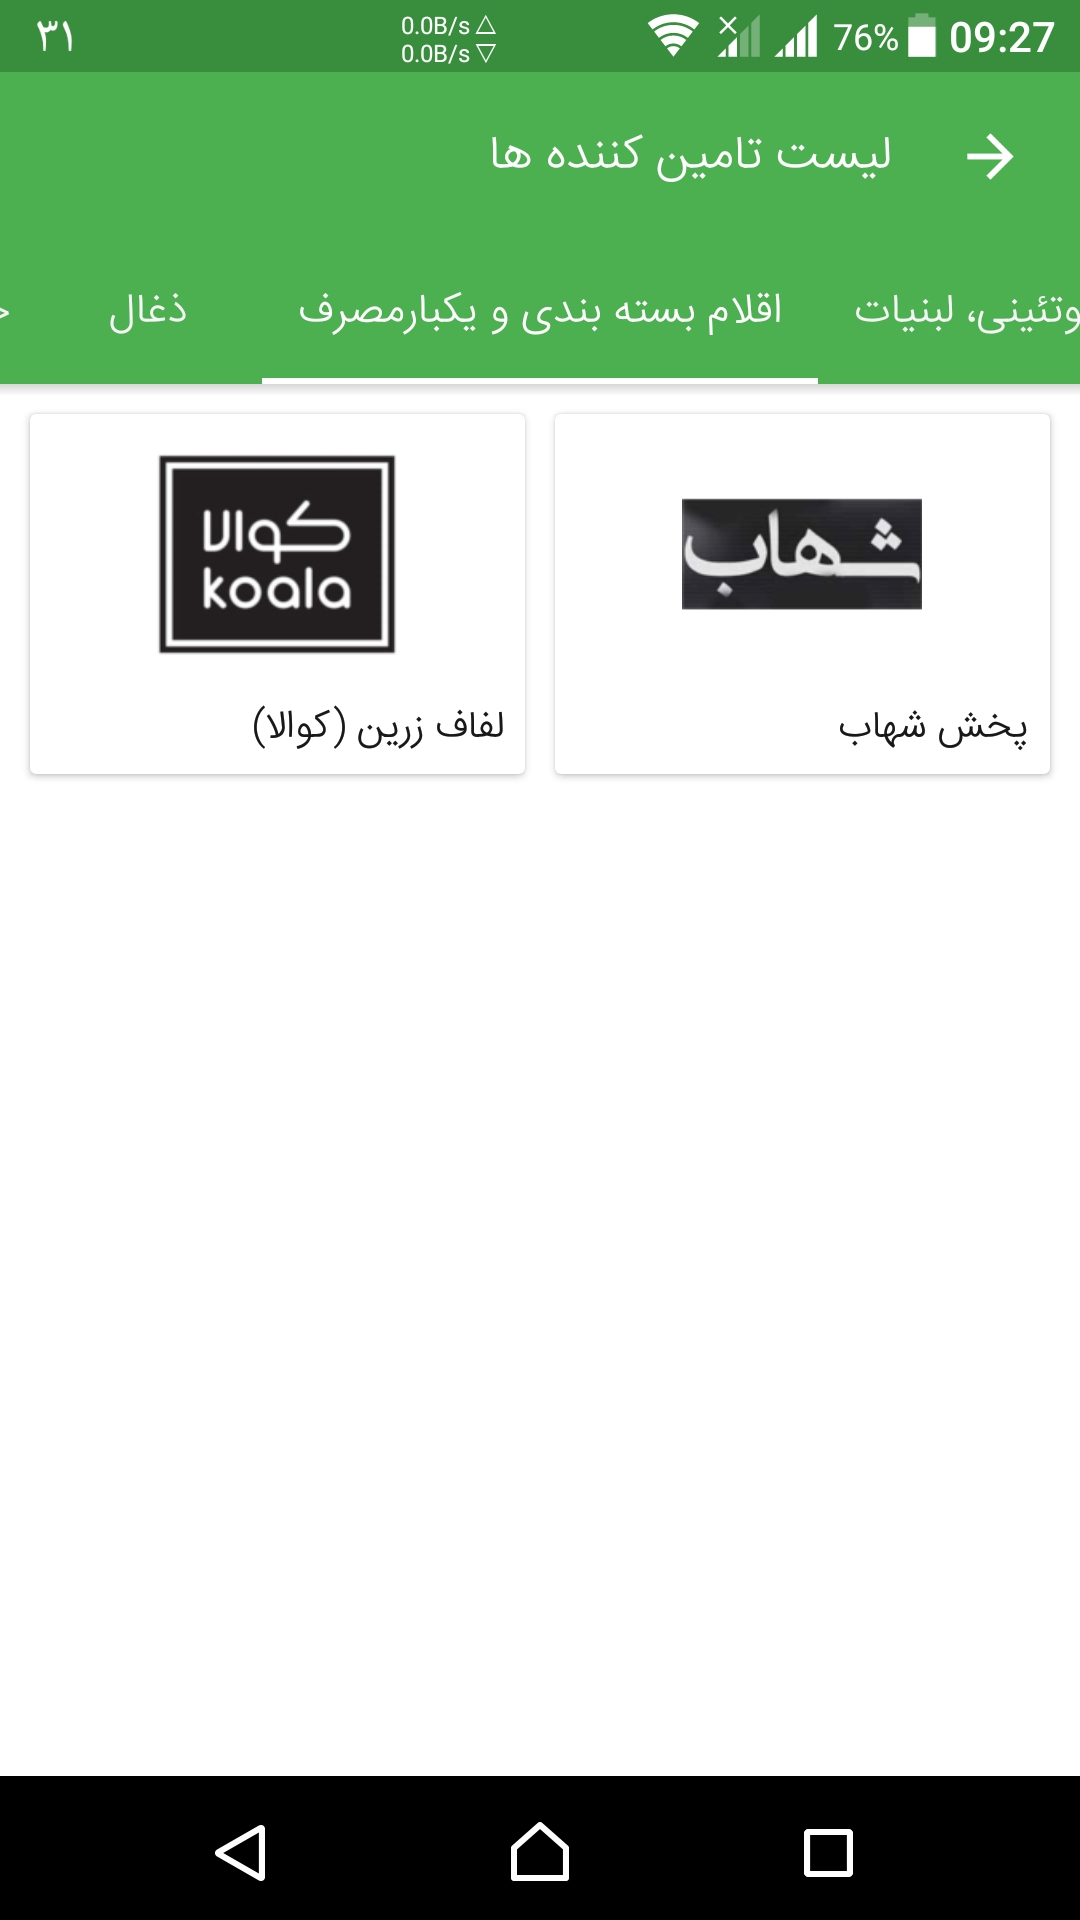 ۳۱ 0.0B/s 76% 09:27
0.0B/s
لیست تامین کننده ها
وتئینی، لبنیات اقلام بسته بندی و یکبارمصرف ذغال
شهاب
پخش شهاب
کوالا
koala
لفاف زرین (کوالا)